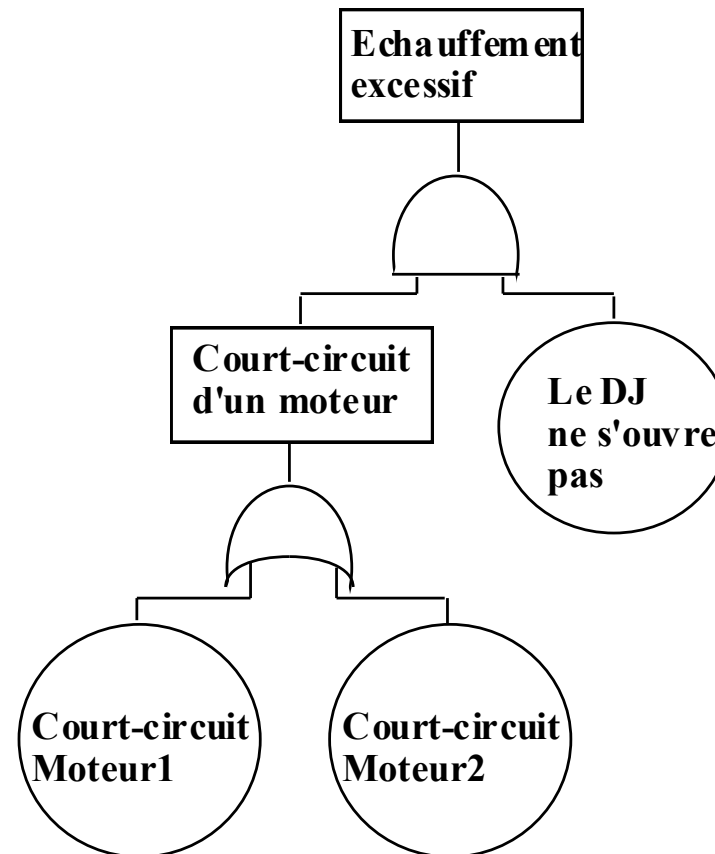 Echauffement
excessif
Court-circuit
d'un moteur
Le DJ
ne s'ouvre
pas
Court-circuit
Moteur1
Court-circuit
Moteur2